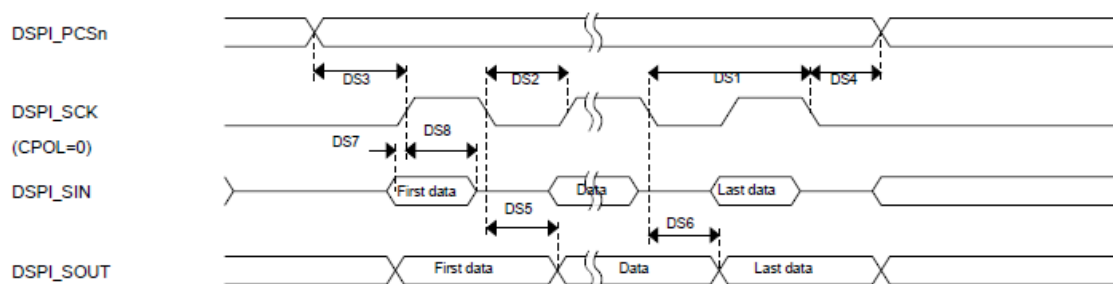 DSPI_PCSn
DS3
DS2
DS1
DS4
DSPI_SCK
(CPOL=0)
DS7
DS8
DSPI_SIN
First data
Data
Last data
DS5
DS6
DSPI_SOUT
First data
Data
Last data